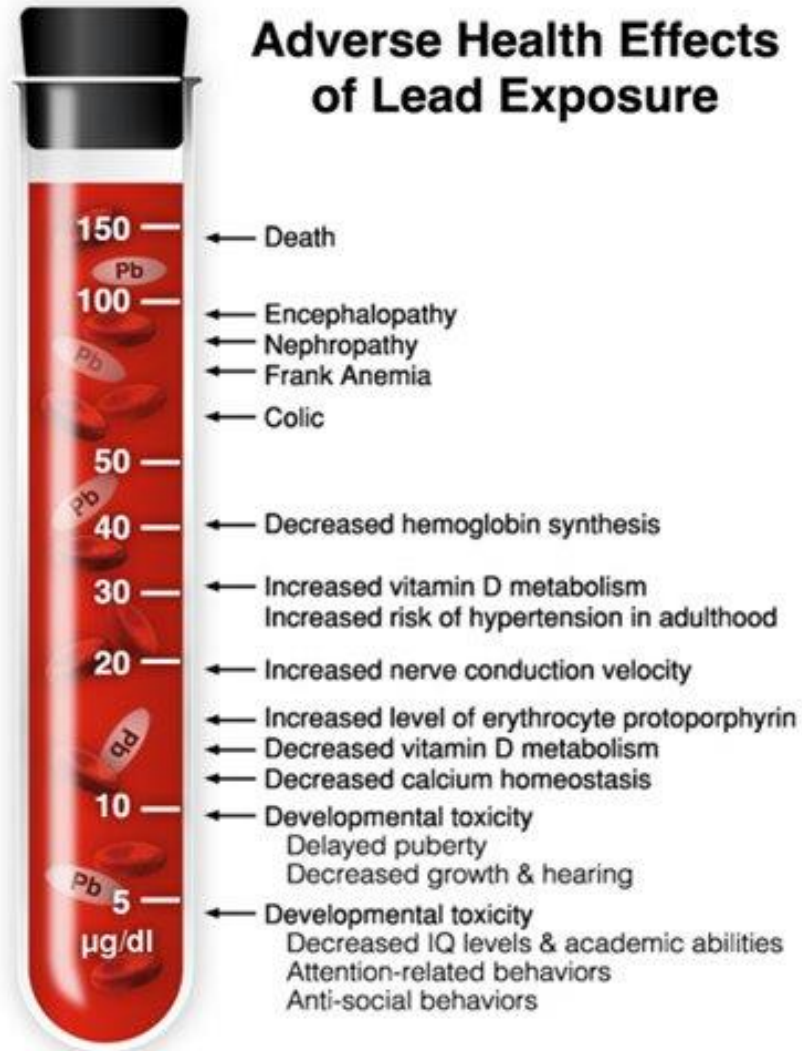 Adverse Health Effects
of Lead Exposure
150
Death
Pb
100
Encephalopathy
Nephropathy
Pb
Frank Anemia
Colic
50
Pb
40
Decreased hemoglobin synthesis
30
Increased vitamin D metabolism
Increased risk of hypertension in adulthood
20
Increased nerve conduction velocity
Increased level of erythrocyte protoporphyrin
Pb
Decreased vitamin D metabolism
Decreased calcium homeostasis
10
Developmental toxicity
Delayed puberty
Decreased growth & hearing
Pb
5
Developmental toxicity
µg/dl
Decreased IQ levels & academic abilities
Attention-related behaviors
Anti-social behaviors